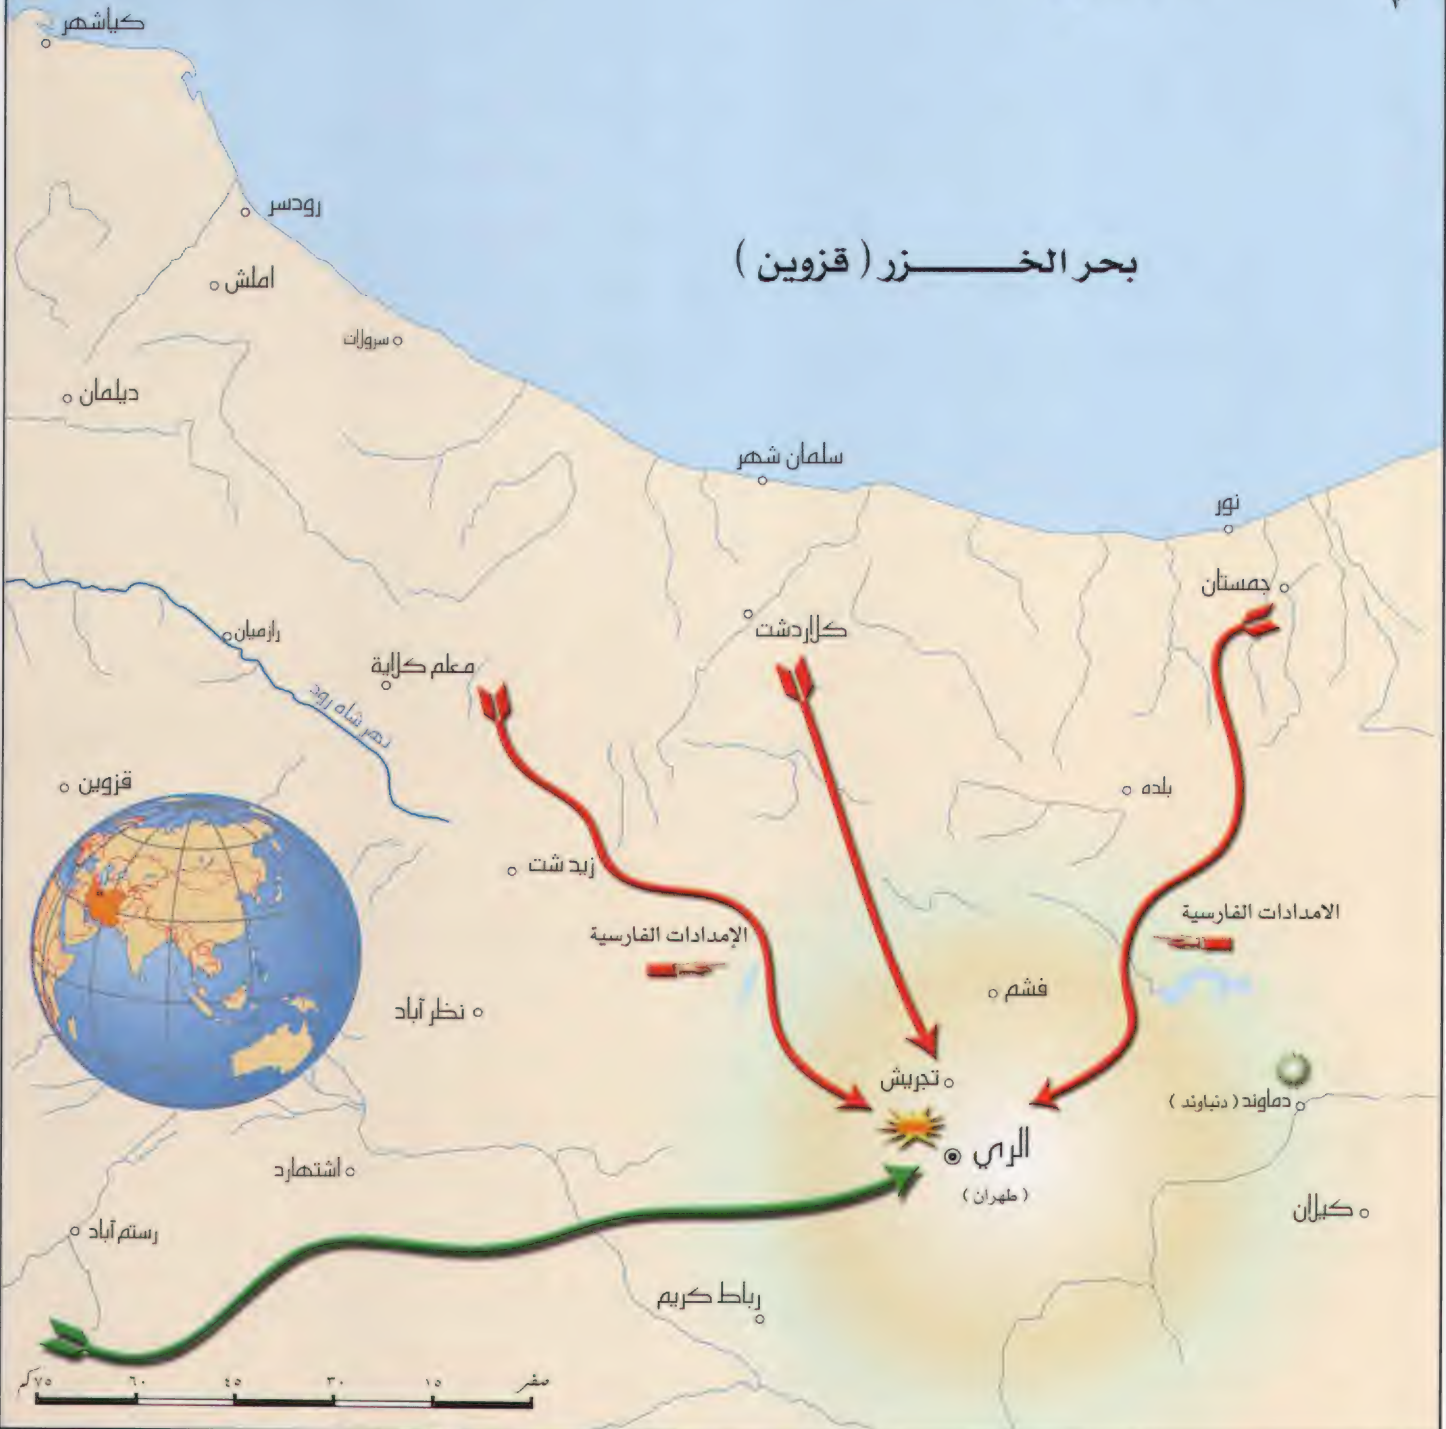 كياشهر
رودسر
بحر الخـــــزر ( قزوين )
املش
سرولات
ديلمان
سلمان شهر
نور
جمستان
كلاردشت
رازميان
معلم كلاية
نهر شاه رود
قزوين
بلده
زيد شت
الامدادات الفارسية
الإمدادات الفارسية
فشم
نظر آباد
تجريش
دماوند ( دنباوند )
الري
( طهران )
اشتهارد
كيلان
رستم آباد
رباط كريم
صفر ١٥ ٣٠ ٤٥ ٦٠ ٧٥ كم